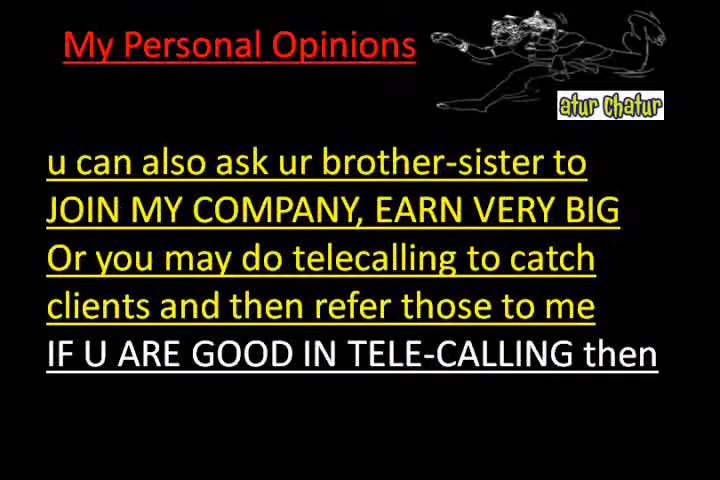 My Personal Opinions
atur chatur
u can also ask ur brother-sister to
JOIN MY COMPANY, EARN VERY BIG
Or you may do telecalling to catch
clients and then refer those to me
IF U ARE GOOD IN TELE-CALLING then